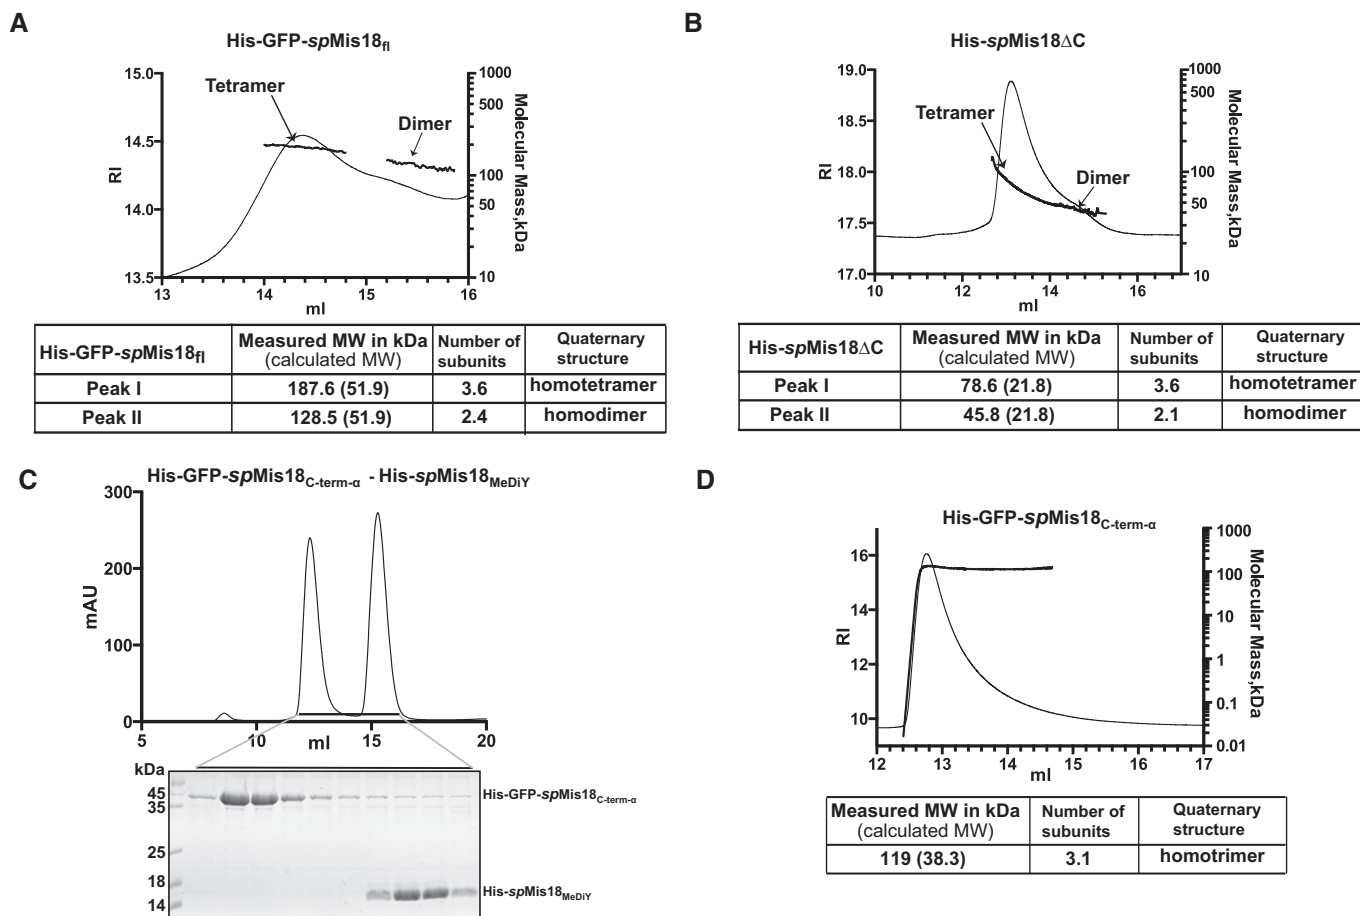 A
His-GFP-spMis18fl
15.0
14.5
14.0
13.5
RI
Tetramer
Dimer
1000
500
100
50
10
Molecular Mass,kDa
13 14 15 16
ml
His-GFP-spMis18fl Measured MW in kDa (calculated MW) Number of subunits Quaternary structure
Peak I 187.6 (51.9) 3.6 homotetramer
Peak II 128.5 (51.9) 2.4 homodimer
B
His-spMis18ΔC
19.0
18.5
18.0
17.5
17.0
RI
Tetramer
Dimer
1000
500
100
50
10
Molecular Mass,kDa
10 12 14 16
ml
His-spMis18ΔC Measured MW in kDa (calculated MW) Number of subunits Quaternary structure
Peak I 78.6 (21.8) 3.6 homotetramer
Peak II 45.8 (21.8) 2.1 homodimer
C
His-GFP-spMis18C-term-α - His-spMis18MeDiY
300
200
100
0
mAU
5 10 15 20
ml
kDa
45
35
25
18
14
His-GFP-spMis18C-term-α
His-spMis18MeDiY
D
His-GFP-spMis18C-term-α
16
14
12
10
RI
1000
100
10
1
0.1
0.01
Molecular Mass,kDa
12 13 14 15 16 17
ml
Measured MW in kDa (calculated MW) Number of subunits Quaternary structure
119 (38.3) 3.1 homotrimer